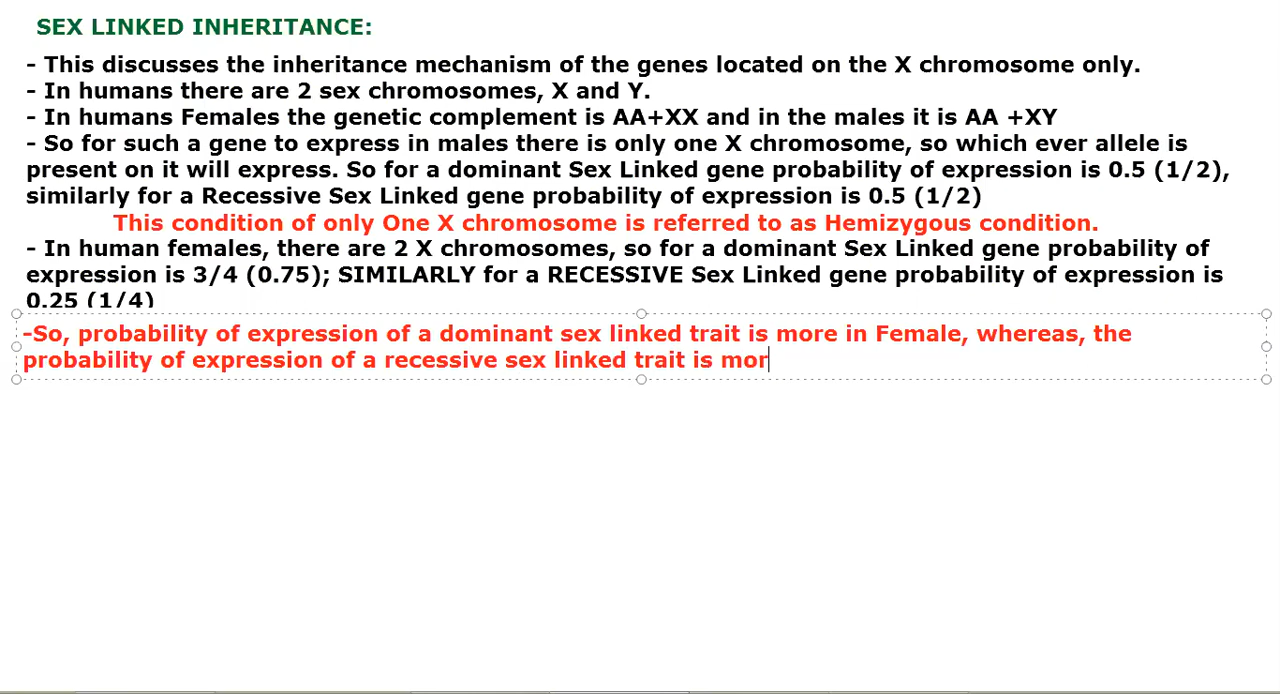 SEX LINKED INHERITANCE:
- This discusses the inheritance mechanism of the genes located on the X chromosome only.
- In humans there are 2 sex chromosomes, X and Y.
- In humans Females the genetic complement is AA+XX and in the males it is AA +XY
- So for such a gene to express in males there is only one X chromosome, so which ever allele is
present on it will express. So for a dominant Sex Linked gene probability of expression is 0.5 (1/2),
similarly for a Recessive Sex Linked gene probability of expression is 0.5 (1/2)
This condition of only One X chromosome is referred to as Hemizygous condition.
- In human females, there are 2 X chromosomes, so for a dominant Sex Linked gene probability of
expression is 3/4 (0.75); SIMILARLY for a RECESSIVE Sex Linked gene probability of expression is
0.25 (1/4)
-So, probability of expression of a dominant sex linked trait is more in Female, whereas, the
probability of expression of a recessive sex linked trait is mor